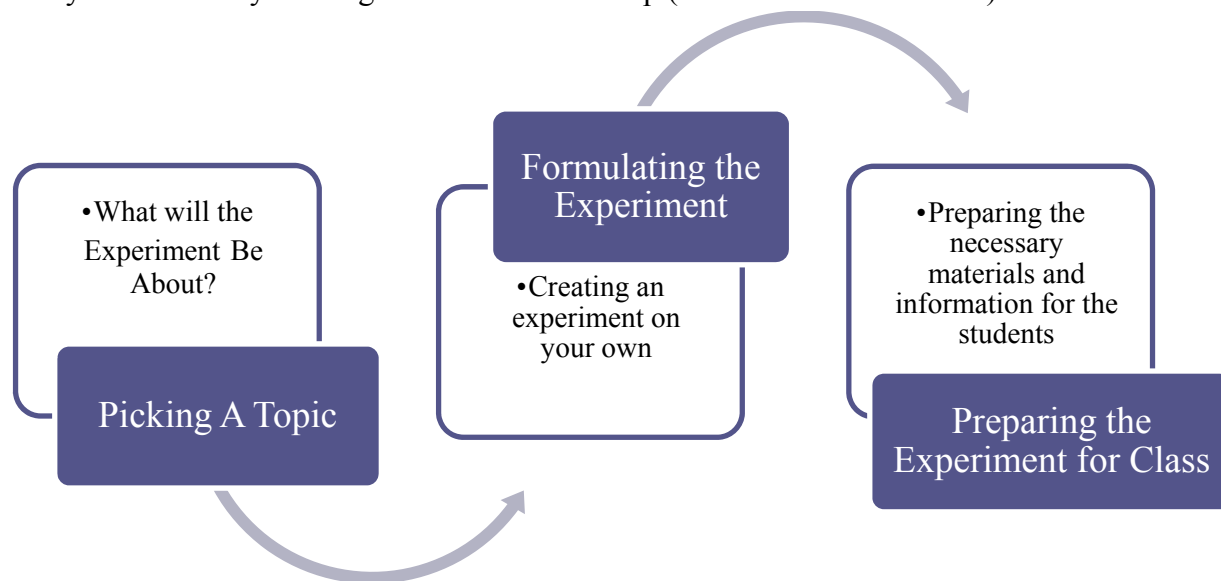 •What will the
Experiment Be
About?
Picking A Topic
Formulating the
Experiment
•Creating an
experiment on
your own
•Preparing the
necessary
materials and
information for the
students
Preparing the
Experiment for Class